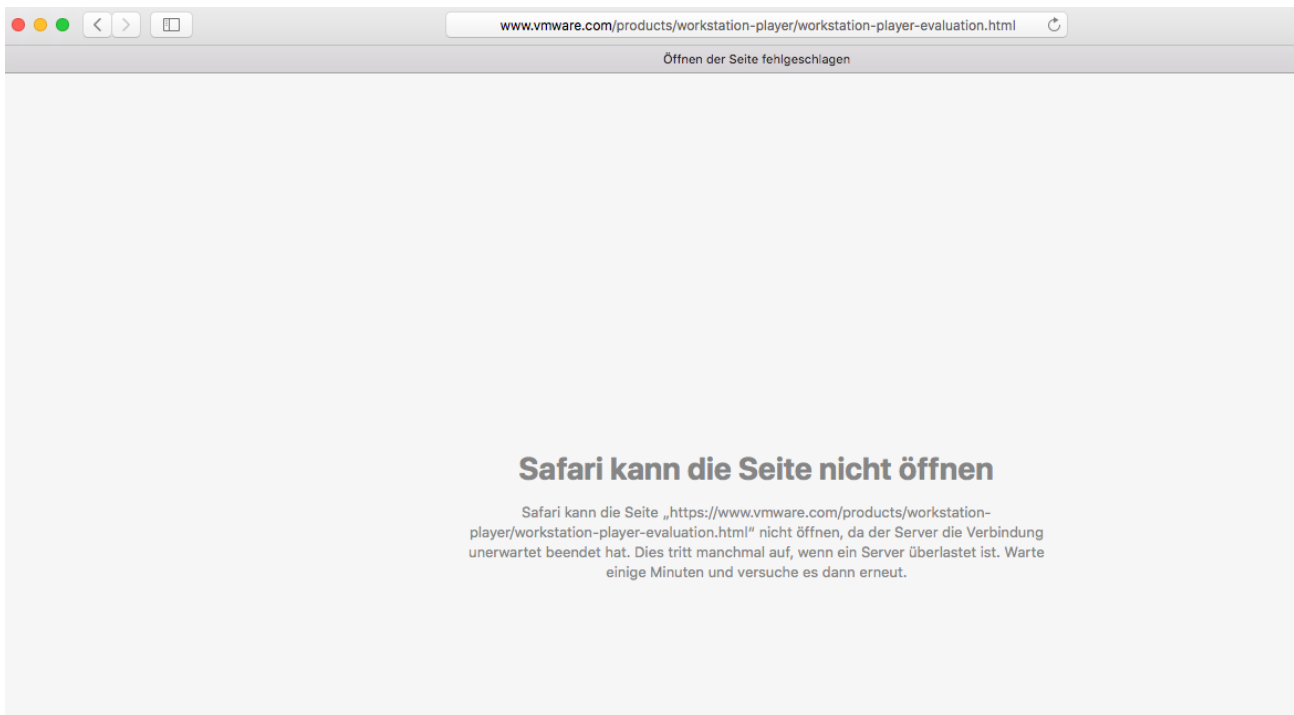 www.vmware.com/products/workstation-player/workstation-player-evaluation.html
Öffnen der Seite fehlgeschlagen
Safari kann die Seite nicht öffnen
Safari kann die Seite „https://www.vmware.com/products/workstation-
player/workstation-player-evaluation.html“ nicht öffnen, da der Server die Verbindung
unerwartet beendet hat. Dies tritt manchmal auf, wenn ein Server überlastet ist. Warte
einige Minuten und versuche es dann erneut.